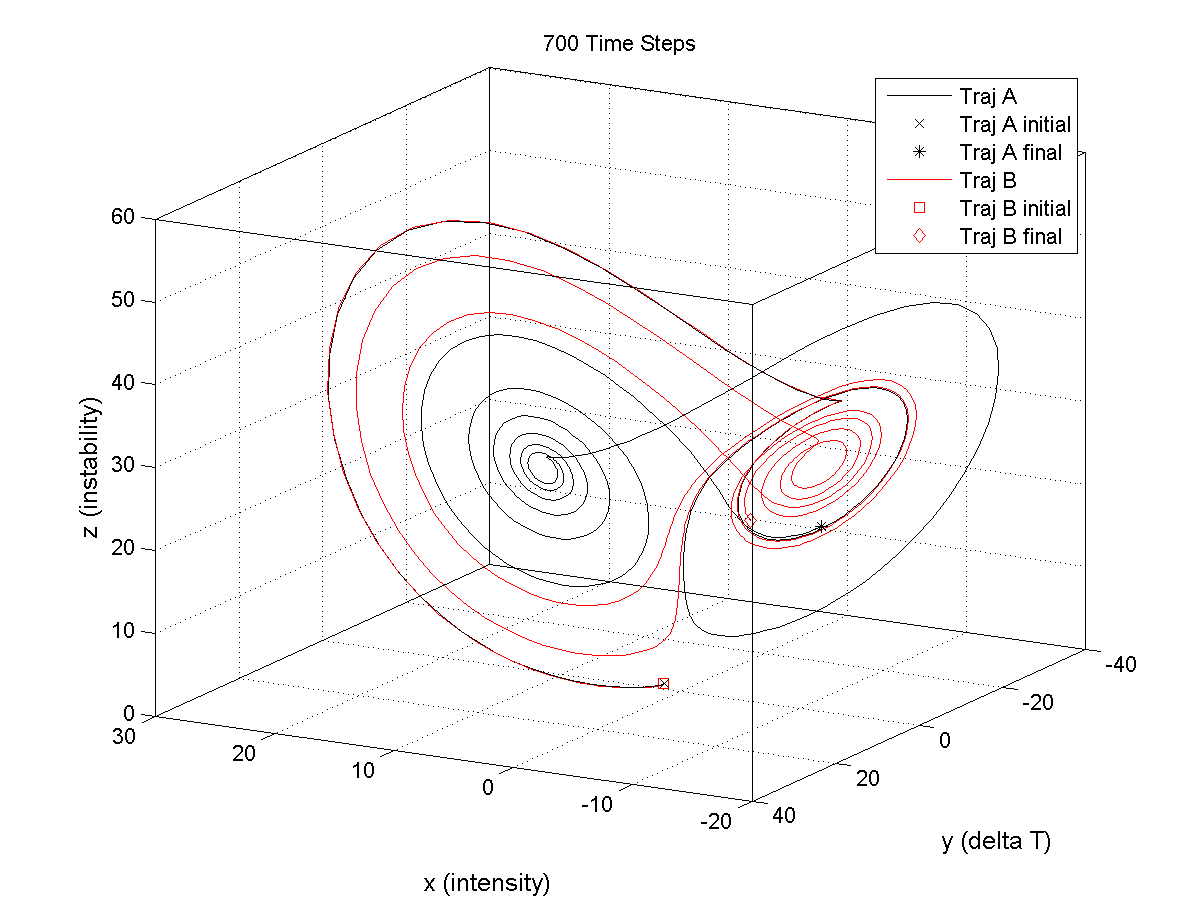 700 Time Steps
Traj A
Traj A initial
Traj A final
Traj B
Traj B initial
Traj B final
60
50
40
30
20
10
0
z (instability)
30
20
10
0
-10
-20
x (intensity)
40
20
0
-20
-40
y (delta T)